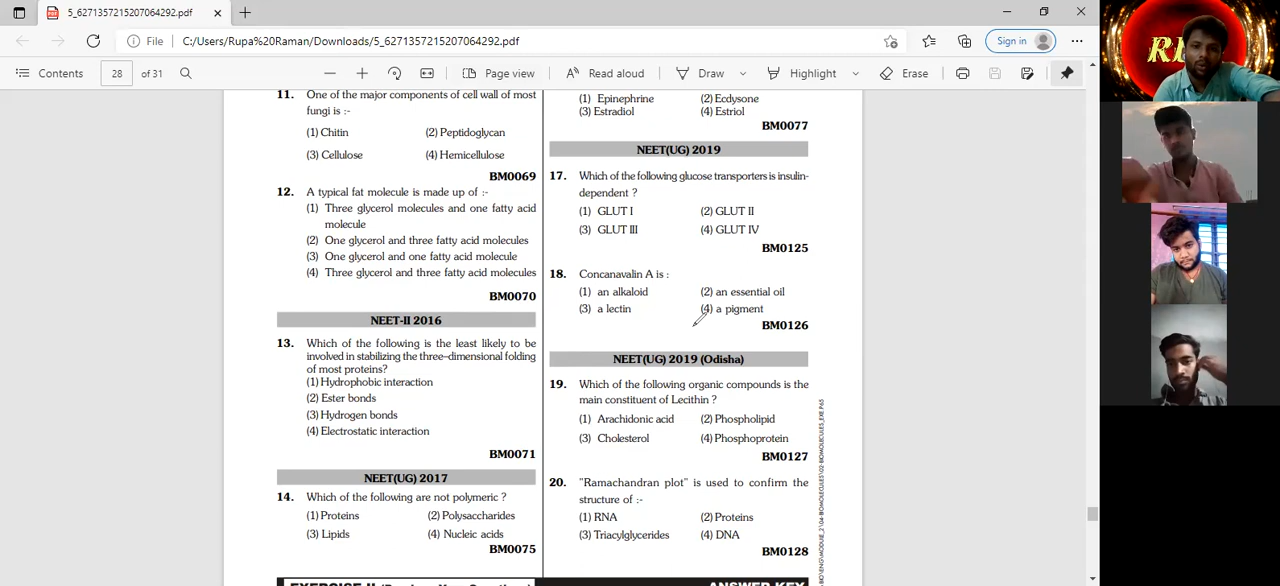 5_6271357215207064292.pdf
File
C:/Users/Rupa%20Raman/Downloads/5_6271357215207064292.pdf
Sign in
Contents
28
of 31
Page view
Read aloud
Draw
Highlight
Erase
11. One of the major components of cell wall of most
fungi is :-
(1) Chitin (2) Peptidoglycan
(3) Cellulose (4) Hemicellulose
BM0069
12. A typical fat molecule is made up of :-
(1) Three glycerol molecules and one fatty acid
molecule
(2) One glycerol and three fatty acid molecules
(3) One glycerol and one fatty acid molecule
(4) Three glycerol and three fatty acid molecules
BM0070
NEET-II 2016
13. Which of the following is the least likely to be
involved in stabilizing the three-dimensional folding
of most proteins?
(1) Hydrophobic interaction
(2) Ester bonds
(3) Hydrogen bonds
(4) Electrostatic interaction
BM0071
NEET(UG) 2017
14. Which of the following are not polymeric ?
(1) Proteins (2) Polysaccharides
(3) Lipids (4) Nucleic acids
BM0075
(1) Epinephrine (2) Ecdysone
(3) Estradiol (4) Estriol
BM0077
NEET(UG) 2019
17. Which of the following glucose transporters is insulin-
dependent ?
(1) GLUT I (2) GLUT II
(3) GLUT III (4) GLUT IV
BM0125
18. Concanavalin A is :
(1) an alkaloid (2) an essential oil
(3) a lectin (4) a pigment
BM0126
NEET(UG) 2019 (Odisha)
19. Which of the following organic compounds is the
main constituent of Lecithin ?
(1) Arachidonic acid (2) Phospholipid
(3) Cholesterol (4) Phosphoprotein
BM0127
20. "Ramachandran plot" is used to confirm the
structure of :-
(1) RNA (2) Proteins
(3) Triacylglycerides (4) DNA
BM0128
ANSWER KEY